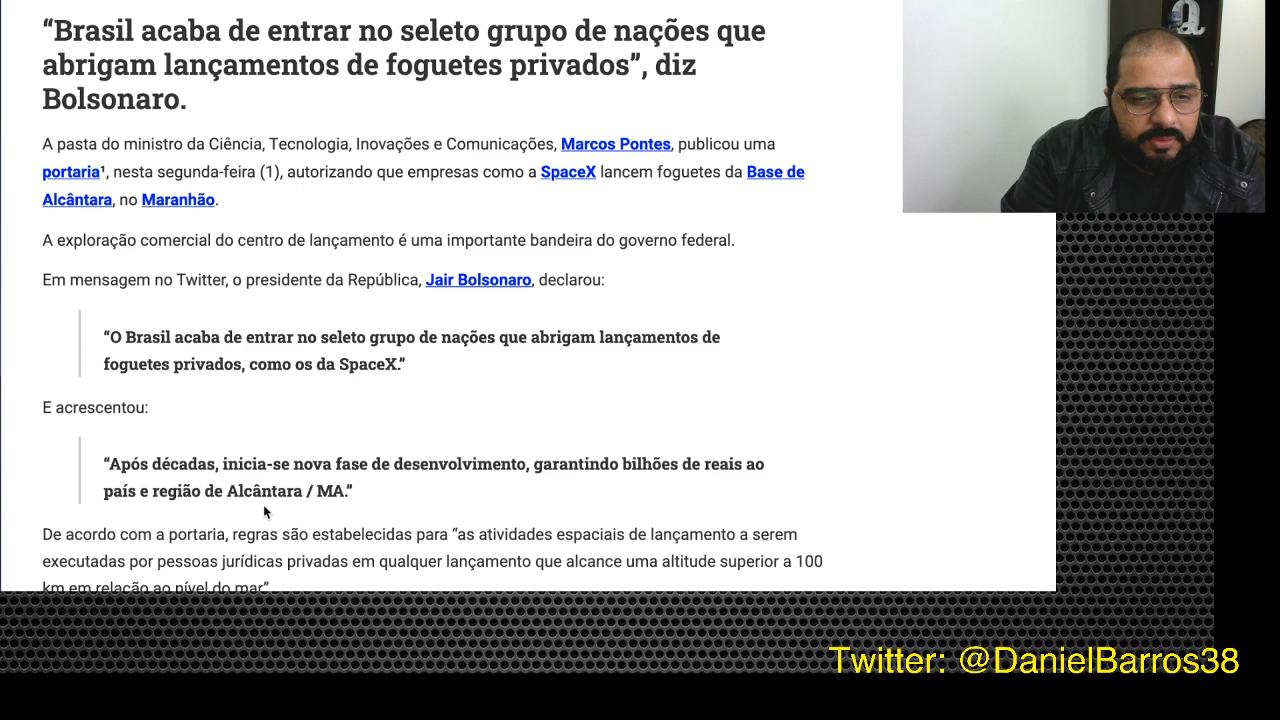 “Brasil acaba de entrar no seleto grupo de nações que
abrigam lançamentos de foguetes privados”, diz
Bolsonaro.
A pasta do ministro da Ciência, Tecnologia, Inovações e Comunicações, Marcos Pontes, publicou uma
portaria¹, nesta segunda-feira (1), autorizando que empresas como a SpaceX lancem foguetes da Base de
Alcântara, no Maranhão.
A exploração comercial do centro de lançamento é uma importante bandeira do governo federal.
Em mensagem no Twitter, o presidente da República, Jair Bolsonaro, declarou:
“O Brasil acaba de entrar no seleto grupo de nações que abrigam lançamentos de
foguetes privados, como os da SpaceX.”
E acrescentou:
“Após décadas, inicia-se nova fase de desenvolvimento, garantindo bilhões de reais ao
país e região de Alcântara / MA.”
De acordo com a portaria, regras são estabelecidas para “as atividades espaciais de lançamento a serem
executadas por pessoas jurídicas privadas em qualquer lançamento que alcance uma altitude superior a 100
km em relação ao nível do mar”
Twitter: @DanielBarros38